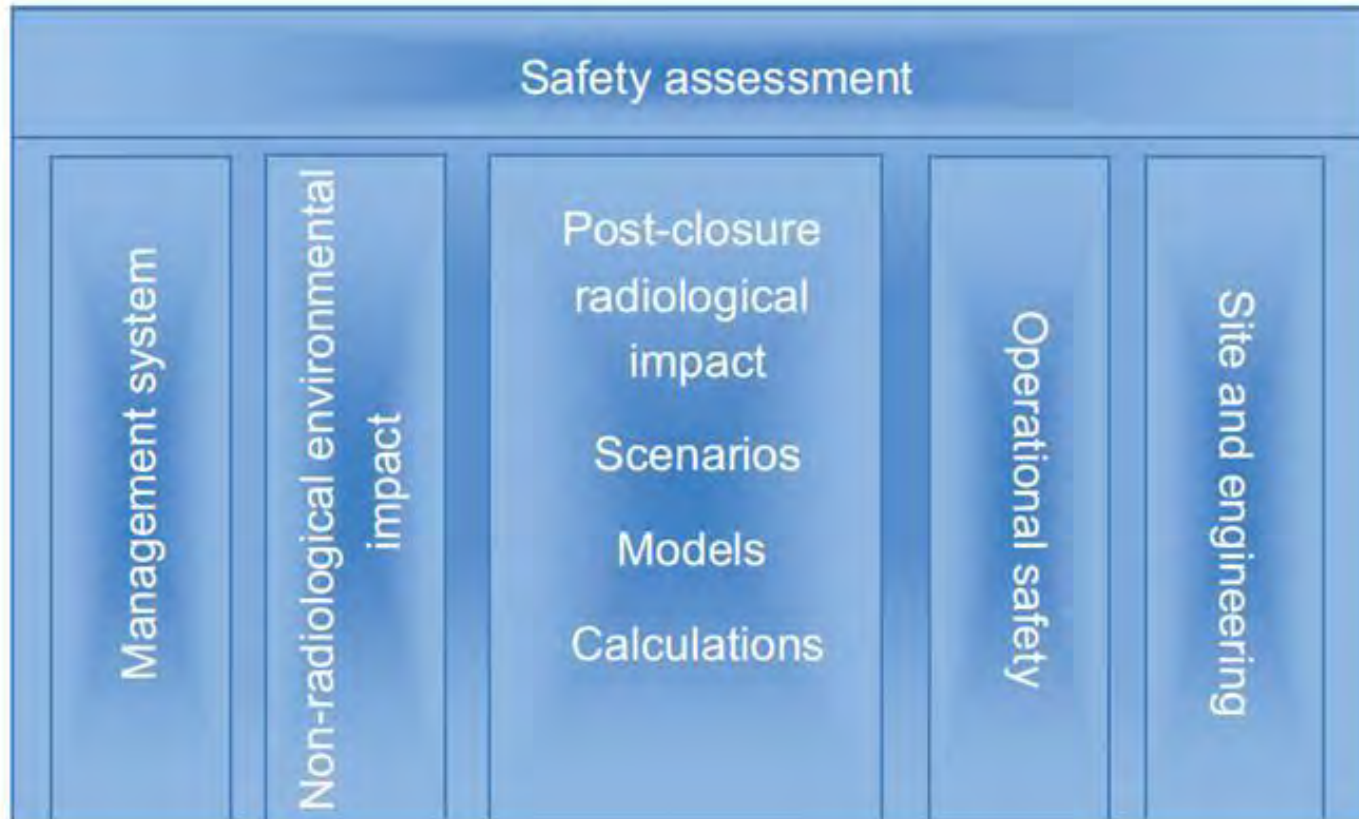 Safety assessment
Management system
Non-radiological environmental
impact
Post-closure
radiological
impact
Scenarios
Models
Calculations
Operational safety
Site and engineering